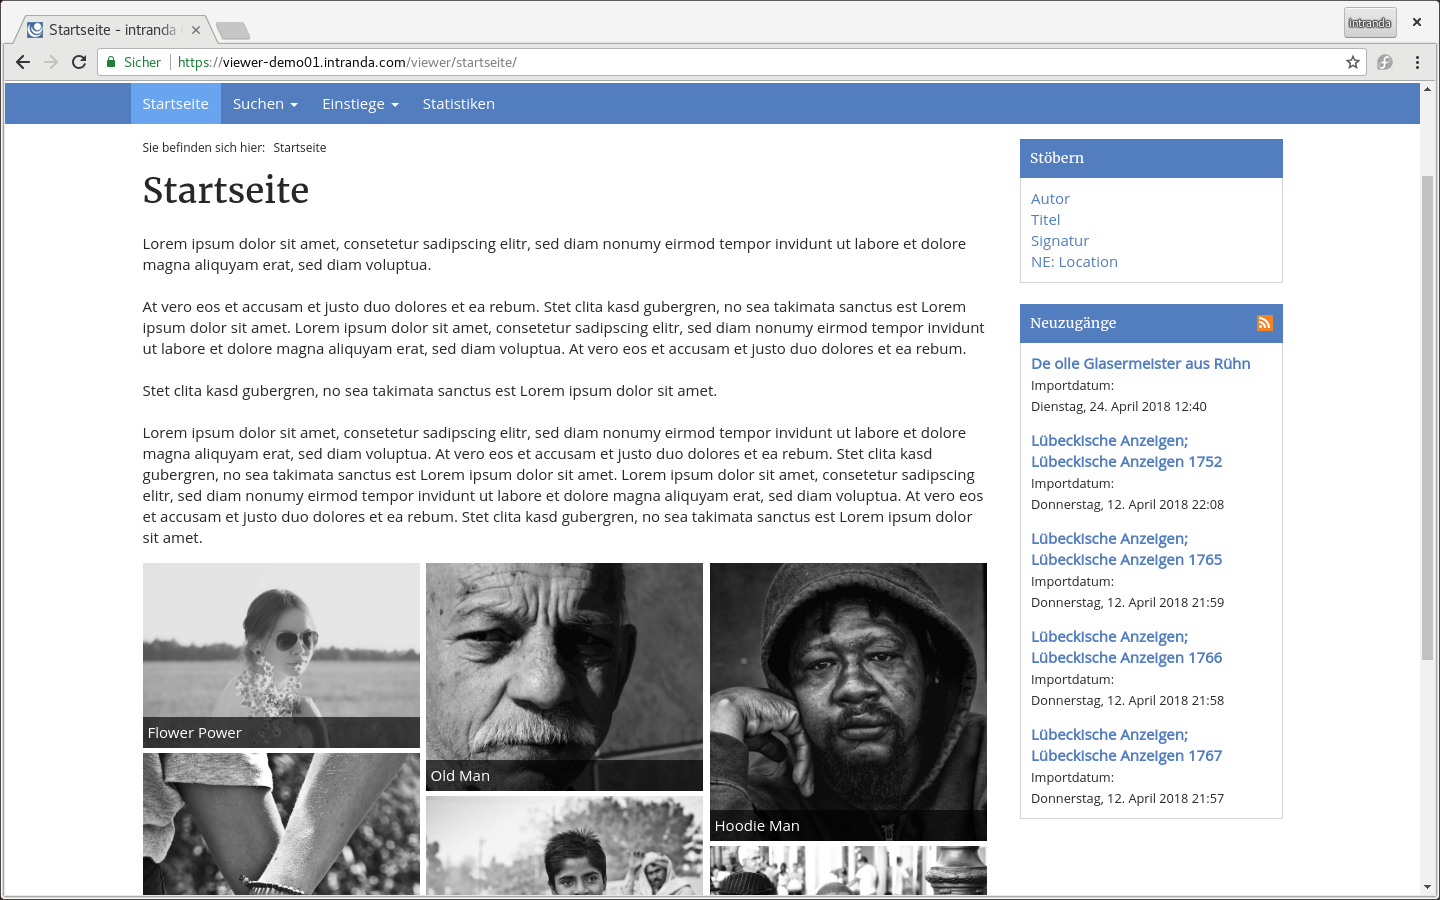 Startseite - intranda
intranda
Sicher
https://viewer-demo01.intranda.com/viewer/startseite/
Startseite
Suchen
Einstiege
Statistiken
Sie befinden sich hier: Startseite
Startseite
Lorem ipsum dolor sit amet, consetetur sadipscing elitr, sed diam nonumy eirmod tempor invidunt ut labore et dolore
magna aliquyam erat, sed diam voluptua.
At vero eos et accusam et justo duo dolores et ea rebum. Stet clita kasd gubergren, no sea takimata sanctus est Lorem
ipsum dolor sit amet. Lorem ipsum dolor sit amet, consetetur sadipscing elitr, sed diam nonumy eirmod tempor invidunt
ut labore et dolore magna aliquyam erat, sed diam voluptua. At vero eos et accusam et justo duo dolores et ea rebum.
Stet clita kasd gubergren, no sea takimata sanctus est Lorem ipsum dolor sit amet.
Lorem ipsum dolor sit amet, consetetur sadipscing elitr, sed diam nonumy eirmod tempor invidunt ut labore et dolore
magna aliquyam erat, sed diam voluptua. At vero eos et accusam et justo duo dolores et ea rebum. Stet clita kasd
gubergren, no sea takimata sanctus est Lorem ipsum dolor sit amet. Lorem ipsum dolor sit amet, consetetur sadipscing
elitr, sed diam nonumy eirmod tempor invidunt ut labore et dolore magna aliquyam erat, sed diam voluptua. At vero eos
et accusam et justo duo dolores et ea rebum. Stet clita kasd gubergren, no sea takimata sanctus est Lorem ipsum dolor
sit amet.
Flower Power
Old Man
Hoodie Man
Stöbern
Autor
Titel
Signatur
NE: Location
Neuzugänge
De olle Glasermeister aus Rühn
Importdatum:
Dienstag, 24. April 2018 12:40
Lübeckische Anzeigen;
Lübeckische Anzeigen 1752
Importdatum:
Donnerstag, 12. April 2018 22:08
Lübeckische Anzeigen;
Lübeckische Anzeigen 1765
Importdatum:
Donnerstag, 12. April 2018 21:59
Lübeckische Anzeigen;
Lübeckische Anzeigen 1766
Importdatum:
Donnerstag, 12. April 2018 21:58
Lübeckische Anzeigen;
Lübeckische Anzeigen 1767
Importdatum:
Donnerstag, 12. April 2018 21:57